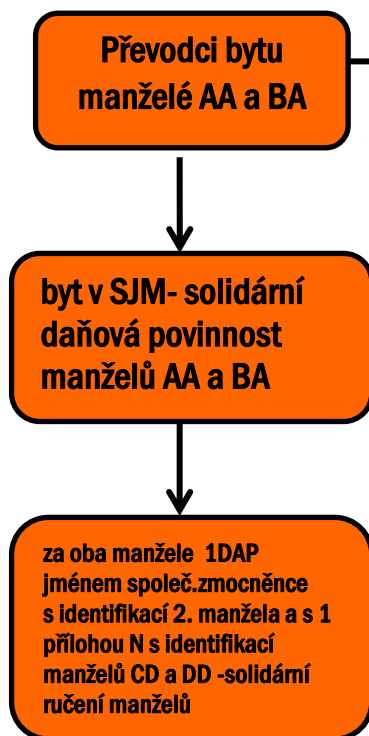 Převodci bytu
manželé AA a BA
byt v SJM- solidární
daňová povinnost
manželů AA a BA
za oba manžele 1DAP
jménem společ.zmocněnce
s identifikací 2. manžela a s 1
přílohou N s identifikací
manželů CD a DD -solidární
ručení manželů